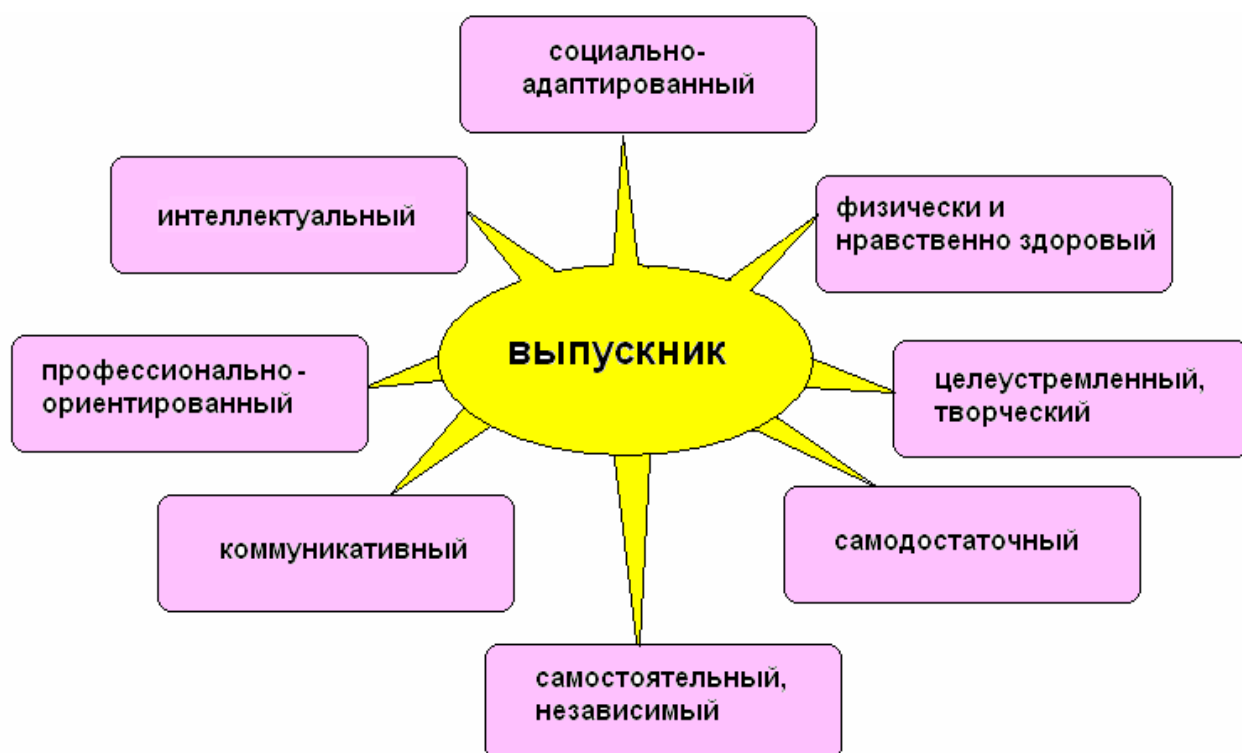 социально-
адаптированный
интеллектуальный
физически и
нравственно здоровый
выпускник
профессионально -
ориентированный
целеустремленный,
творческий
коммуникативный
самодостаточный
самостоятельный,
независимый